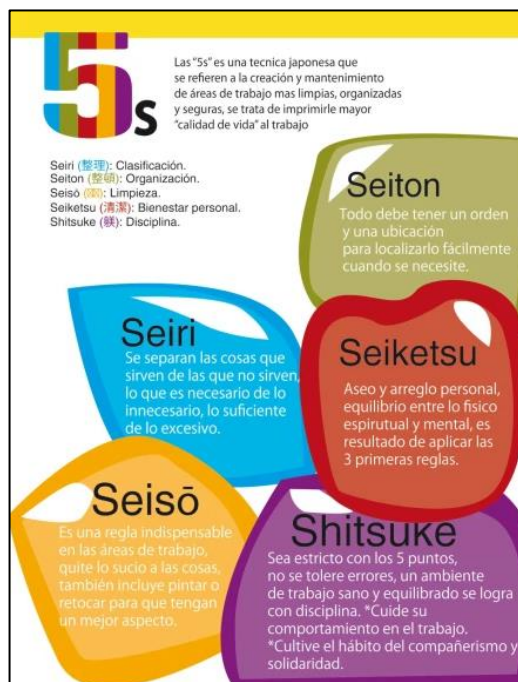 5s
Las "5s" es una tecnica japonesa que
se refieren a la creación y mantenimiento
de áreas de trabajo mas limpias, organizadas
y seguras, se trata de imprimirle mayor
"calidad de vida" al trabajo
Seiri (整理): Clasificación.
Seiton (整頓): Organización.
Seisō (): Limpieza.
Seiketsu (清潔): Bienestar personal.
Shitsuke (躾): Disciplina.
Seiton
Todo debe tener un orden
y una ubicación
para localizarlo fácilmente
cuando se necesite.
Seiri
Se separan las cosas que
sirven de las que no sirven,
lo que es necesario de lo
innecesario, lo suficiente
de lo excesivo.
Seiketsu
Aseo y arreglo personal,
equilibrio entre lo fisico
espirutual y mental, es
resultado de aplicar las
3 primeras reglas.
Seisō
Es una regla indispensable
en las áreas de trabajo,
quite lo sucio a las cosas,
también incluye pintar o
retocar para que tengan
un mejor aspecto.
Shitsuke
Sea estricto con los 5 puntos,
no se tolere errores, un ambiente
de trabajo sano y equilibrado se logra
con disciplina. *Cuide su
comportamiento en el trabajo.
*Cultive el hábito del compañerismo y
solidaridad.